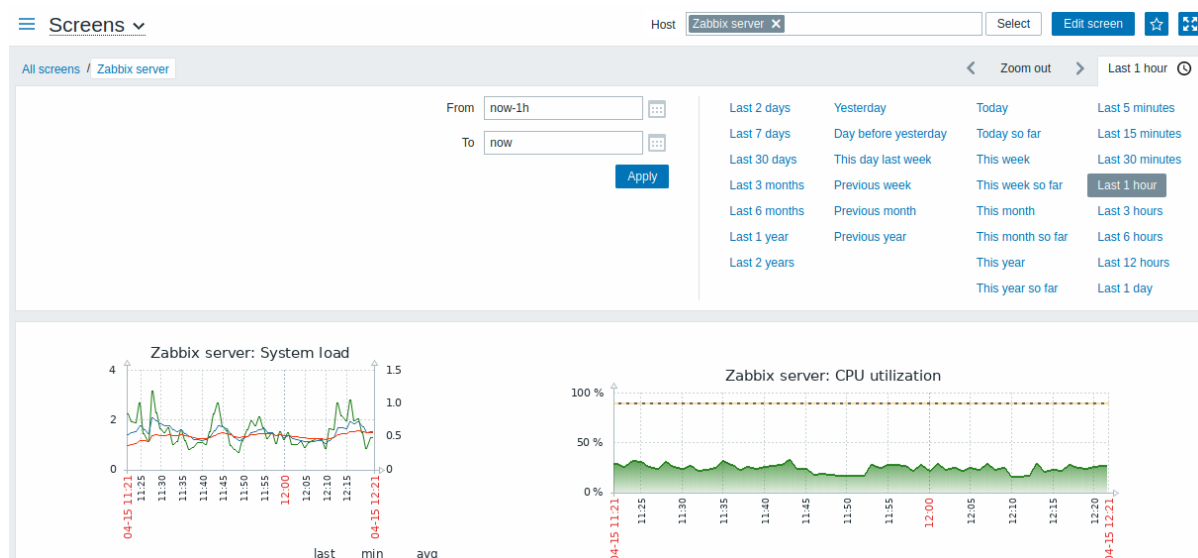 Screens
Host Zabbix server Select Edit screen
All screens / Zabbix server Zoom out Last 1 hour
From now-1h
To now
Apply
Last 2 days Yesterday Today Last 5 minutes
Last 7 days Day before yesterday Today so far Last 15 minutes
Last 30 days This day last week This week Last 30 minutes
Last 3 months Previous week This week so far Last 1 hour
Last 6 months Previous month This month Last 3 hours
Last 1 year Previous year This month so far Last 6 hours
Last 2 years This year Last 12 hours
This year so far Last 1 day
Zabbix server: System load
4 1.5
1.0
2 0.5
0 0
04-15 11:21 11:25 11:30 11:35 11:40 11:45 11:50 11:55 12:00 12:05 12:10 12:15 04-15 12:21
last min avg
Zabbix server: CPU utilization
100 %
50 %
0 %
04-15 11:21 11:25 11:30 11:35 11:40 11:45 11:50 11:55 12:00 12:05 12:10 12:15 12:20 04-15 12:21